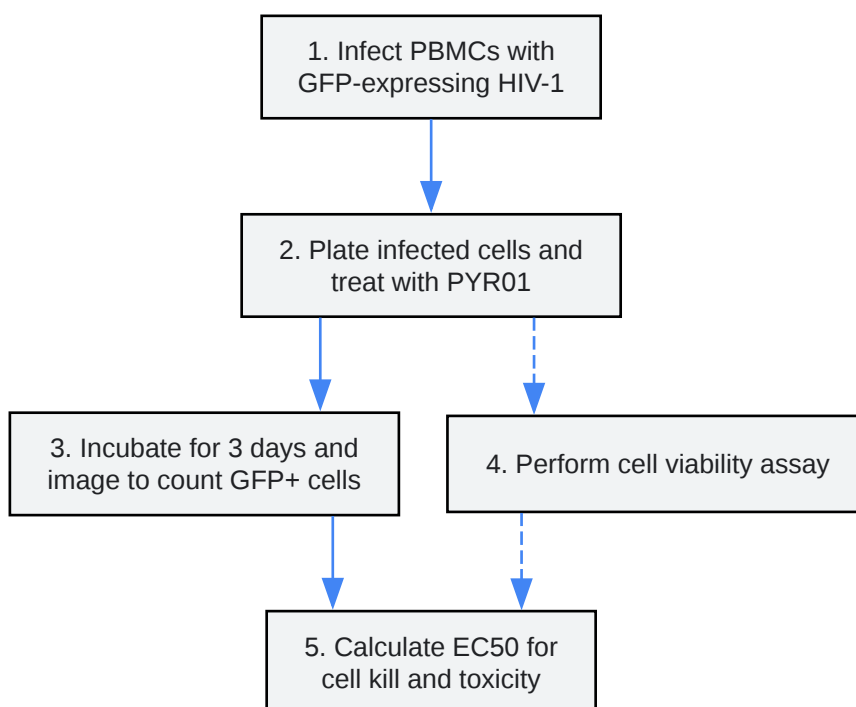 1. Infect PBMCs with
GFP-expressing HIV-1
2. Plate infected cells and
treat with PYR01
3. Incubate for 3 days and
image to count GFP+ cells
4. Perform cell viability assay
5. Calculate EC50 for
cell kill and toxicity